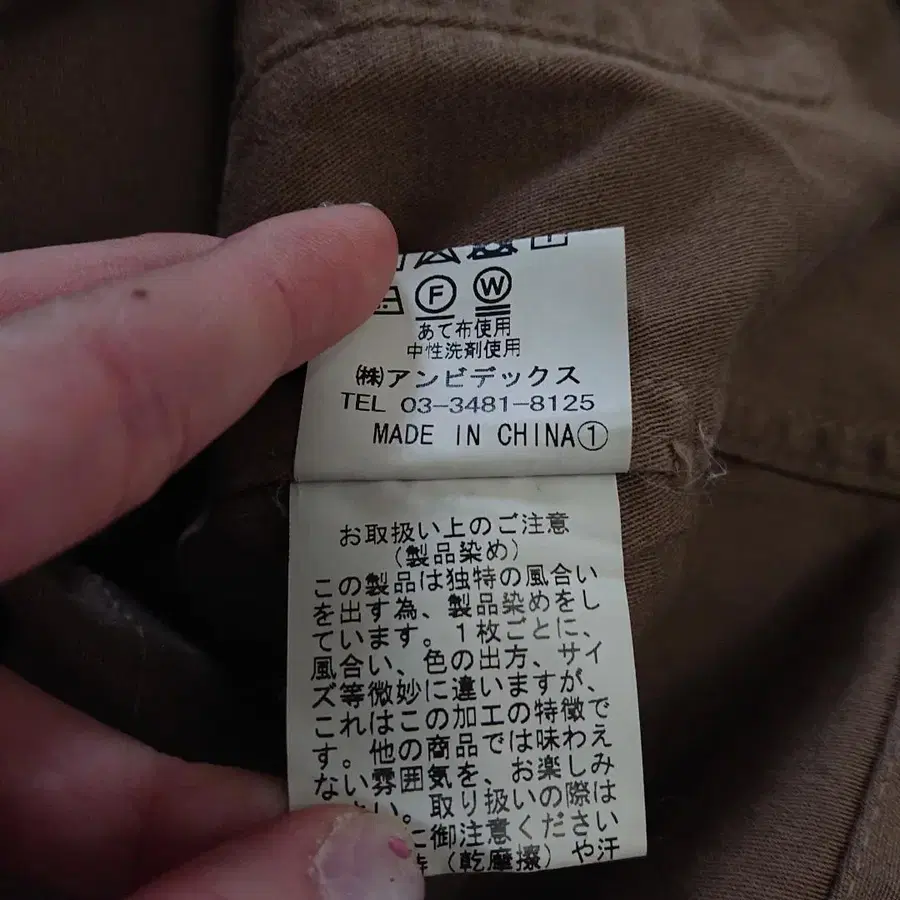 F W
あて布使用
中性洗剤使用
㈱アンビデックス
TEL 03-3481-8125
MADE IN CHINA①
お取扱い上のご注意
(製品染め)
この製品は独特の風合い
を出す為、製品染めをし
ています。1枚ごとに、
風合い、色の出方、サイ
ズ等微妙に違いますが、
これはこの加工の特徴で
す。他の商品では味わえ
ない雰囲気を、お楽しみ
い。取り扱いの際は
に御注意ください
(乾摩擦)や汗